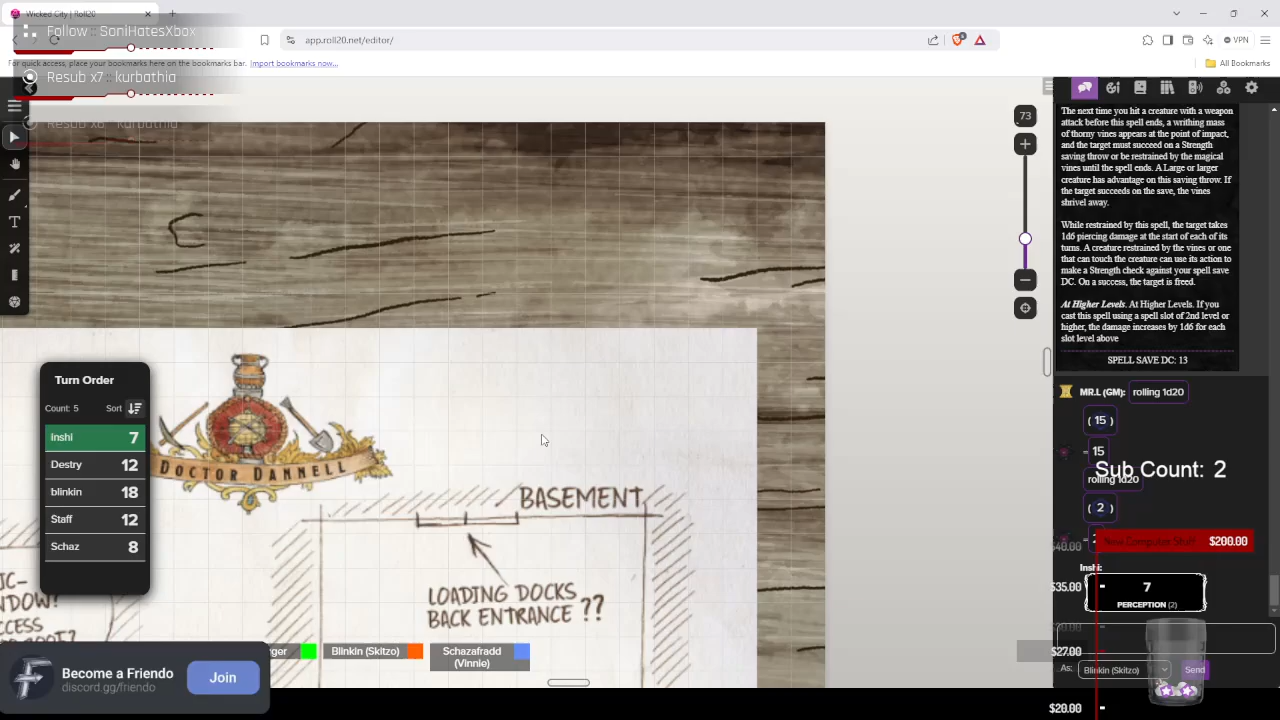 Wicked City | Roll20
Follow :: SaniHatesXbox
app.roll20.net/editor/
VPN
For quick access, place your bookmarks here on the bookmarks bar. Import bookmarks now...
All Bookmarks
Resub x7 :: kurbathia
Resub x6 :: kurbathia
73
The next time you hit a creature with a weapon
attack before this spell ends, a writhing mass
of thorny vines appears at the point of impact,
and the target must succeed on a Strength
saving throw or be restrained by the magical
vines until the spell ends. A Large or larger
creature has advantage on this saving throw. If
the target succeeds on the save, the vines
shrivel away.
While restrained by this spell, the target takes
1d6 piercing damage at the start of each of its
turns. A creature restrained by the vines or one
that can touch the creature can use its action to
make a Strength check against your spell save
DC. On a success, the target is freed.
At Higher Levels. At Higher Levels. If you
cast this spell using a spell slot of 2nd level or
higher, the damage increases by 1d6 for each
slot level above
SPELL SAVE DC: 13
MR.L (GM): rolling 1d20
(15)
= 15
Sub Count: 2
rolling 1d20
(2)
New Computer Stuff $200.00
$40.00
Inshi:
7
PERCEPTION (2)
$35.00
$30.00
$27.00
As: Blinkin (Skitzo) Send
$20.00
Turn Order
Count: 5 Sort
inshi 7
Destry 12
blinkin 18
Staff 12
Schaz 8
DOCTOR DANNELL
BASEMENT
LOADING DOCKS
BACK ENTRANCE ??
Blinkin (Skitzo)
Schazafradd
(Vinnie)
Become a Friendo
discord.gg/friendo
Join